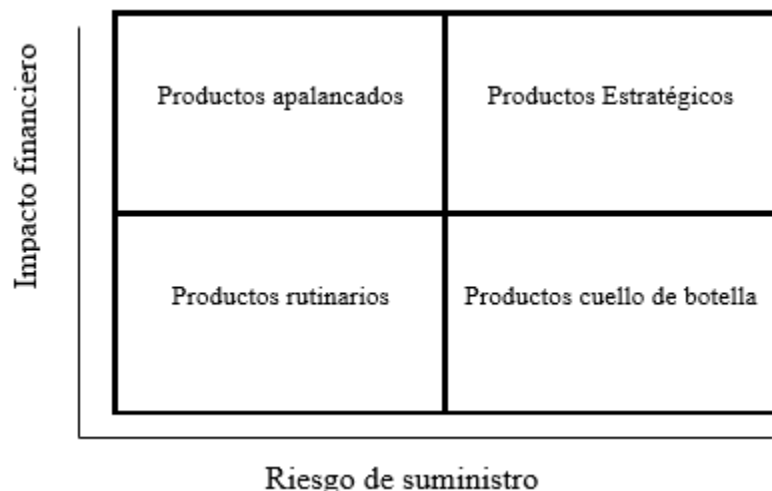 Impacto financiero
Productos apalancados
Productos Estratégicos
Productos rutinarios
Productos cuello de botella
Riesgo de suministro